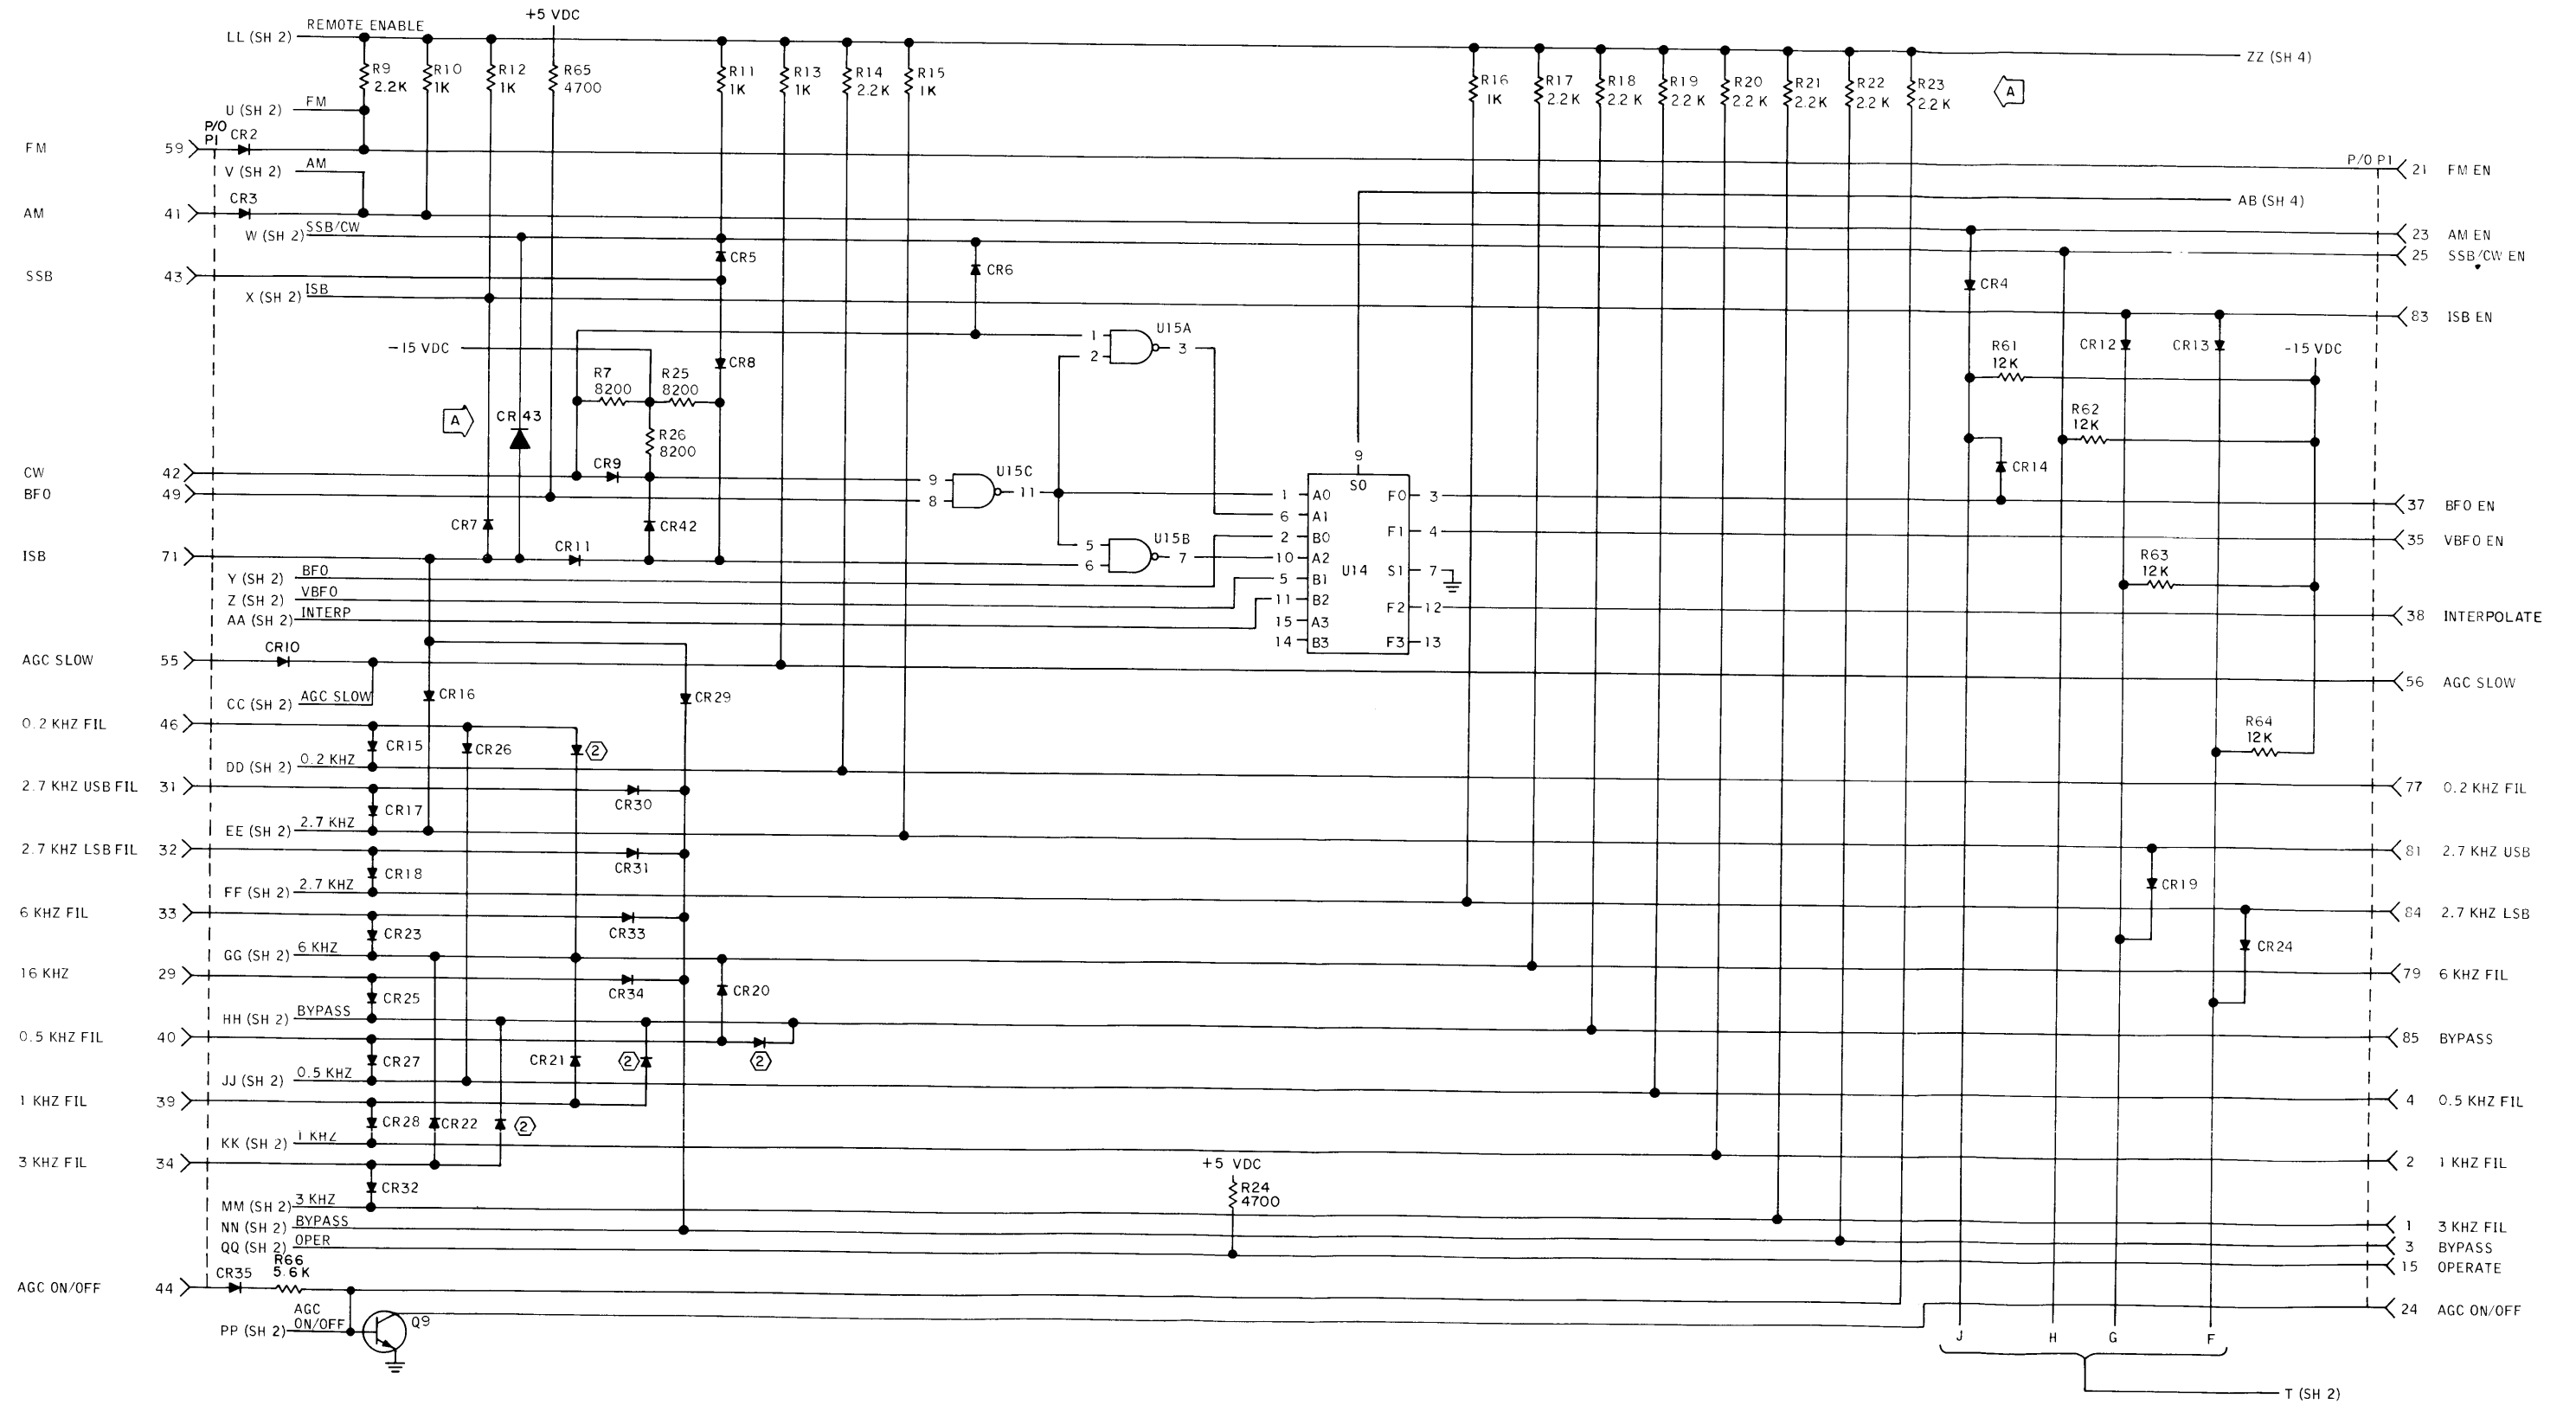 +5 VDC
LL (SH 2) REMOTE ENABLE
ZZ (SH 4)
R9 2.2K
R10 1K
R12 1K
R65 4700
R11 1K
R13 1K
R14 2.2K
R15 1K
R16 1K
R17 2.2K
R18 2.2K
R19 2.2K
R20 2.2K
R21 2.2K
R22 2.2K
R23 2.2K
A
U (SH 2) FM
P/O P1
CR2
FM 59
P/O P1
21 FM EN
V (SH 2) AM
CR3
AM 41
AB (SH 4)
W (SH 2) SSB/CW
23 AM EN
25 SSB/CW EN
CR5
CR6
SSB 43
CR4
X (SH 2) ISB
83 ISB EN
U15A
1
2
3
-15 VDC
CR8
R61 12K
CR12
CR13
-15 VDC
R7 8200
R25 8200
A
CR43
R26 8200
R62 12K
CR9
CW 42
BFO 49
U15C
9
8
11
9
S0
CR14
1 A0
F0 3
37 BFO EN
6 A1
CR7
CR42
F1 4
35 VBFO EN
ISB 71
CR11
U15B
5
6
7
2 B0
10 A2
R63 12K
Y (SH 2) BFO
5 B1
U14
S1 7
Z (SH 2) VBFO
11 B2
F2 12
38 INTERPOLATE
AA (SH 2) INTERP
15 A3
14 B3
F3 13
CR10
AGC SLOW 55
56 AGC SLOW
CC (SH 2) AGC SLOW
CR16
CR29
0.2 KHZ FIL 46
R64 12K
CR15
CR26
2
DD (SH 2) 0.2 KHZ
2.7 KHZ USB FIL 31
77 0.2 KHZ FIL
CR17
CR30
EE (SH 2) 2.7 KHZ
2.7 KHZ LSB FIL 32
81 2.7 KHZ USB
CR18
CR31
CR19
FF (SH 2) 2.7 KHZ
6 KHZ FIL 33
84 2.7 KHZ LSB
CR23
CR33
CR24
GG (SH 2) 6 KHZ
16 KHZ 29
79 6 KHZ FIL
CR25
CR34
CR20
HH (SH 2) BYPASS
0.5 KHZ FIL 40
85 BYPASS
CR27
CR21
2
2
JJ (SH 2) 0.5 KHZ
1 KHZ FIL 39
4 0.5 KHZ FIL
CR28
CR22
2
KK (SH 2) 1 KHZ
3 KHZ FIL 34
+5 VDC
2 1 KHZ FIL
CR32
R24 4700
MM (SH 2) 3 KHZ
NN (SH 2) BYPASS
1 3 KHZ FIL
QQ (SH 2) OPER
3 BYPASS
15 OPERATE
R66 5.6K
CR35
AGC ON/OFF 44
24 AGC ON/OFF
AGC ON/OFF
PP (SH 2)
Q9
J
H
G
F
T (SH 2)